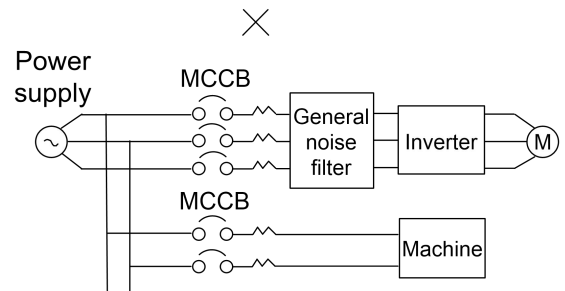 Power
supply
MCCB
General
noise
filter
Inverter
M
MCCB
Machine